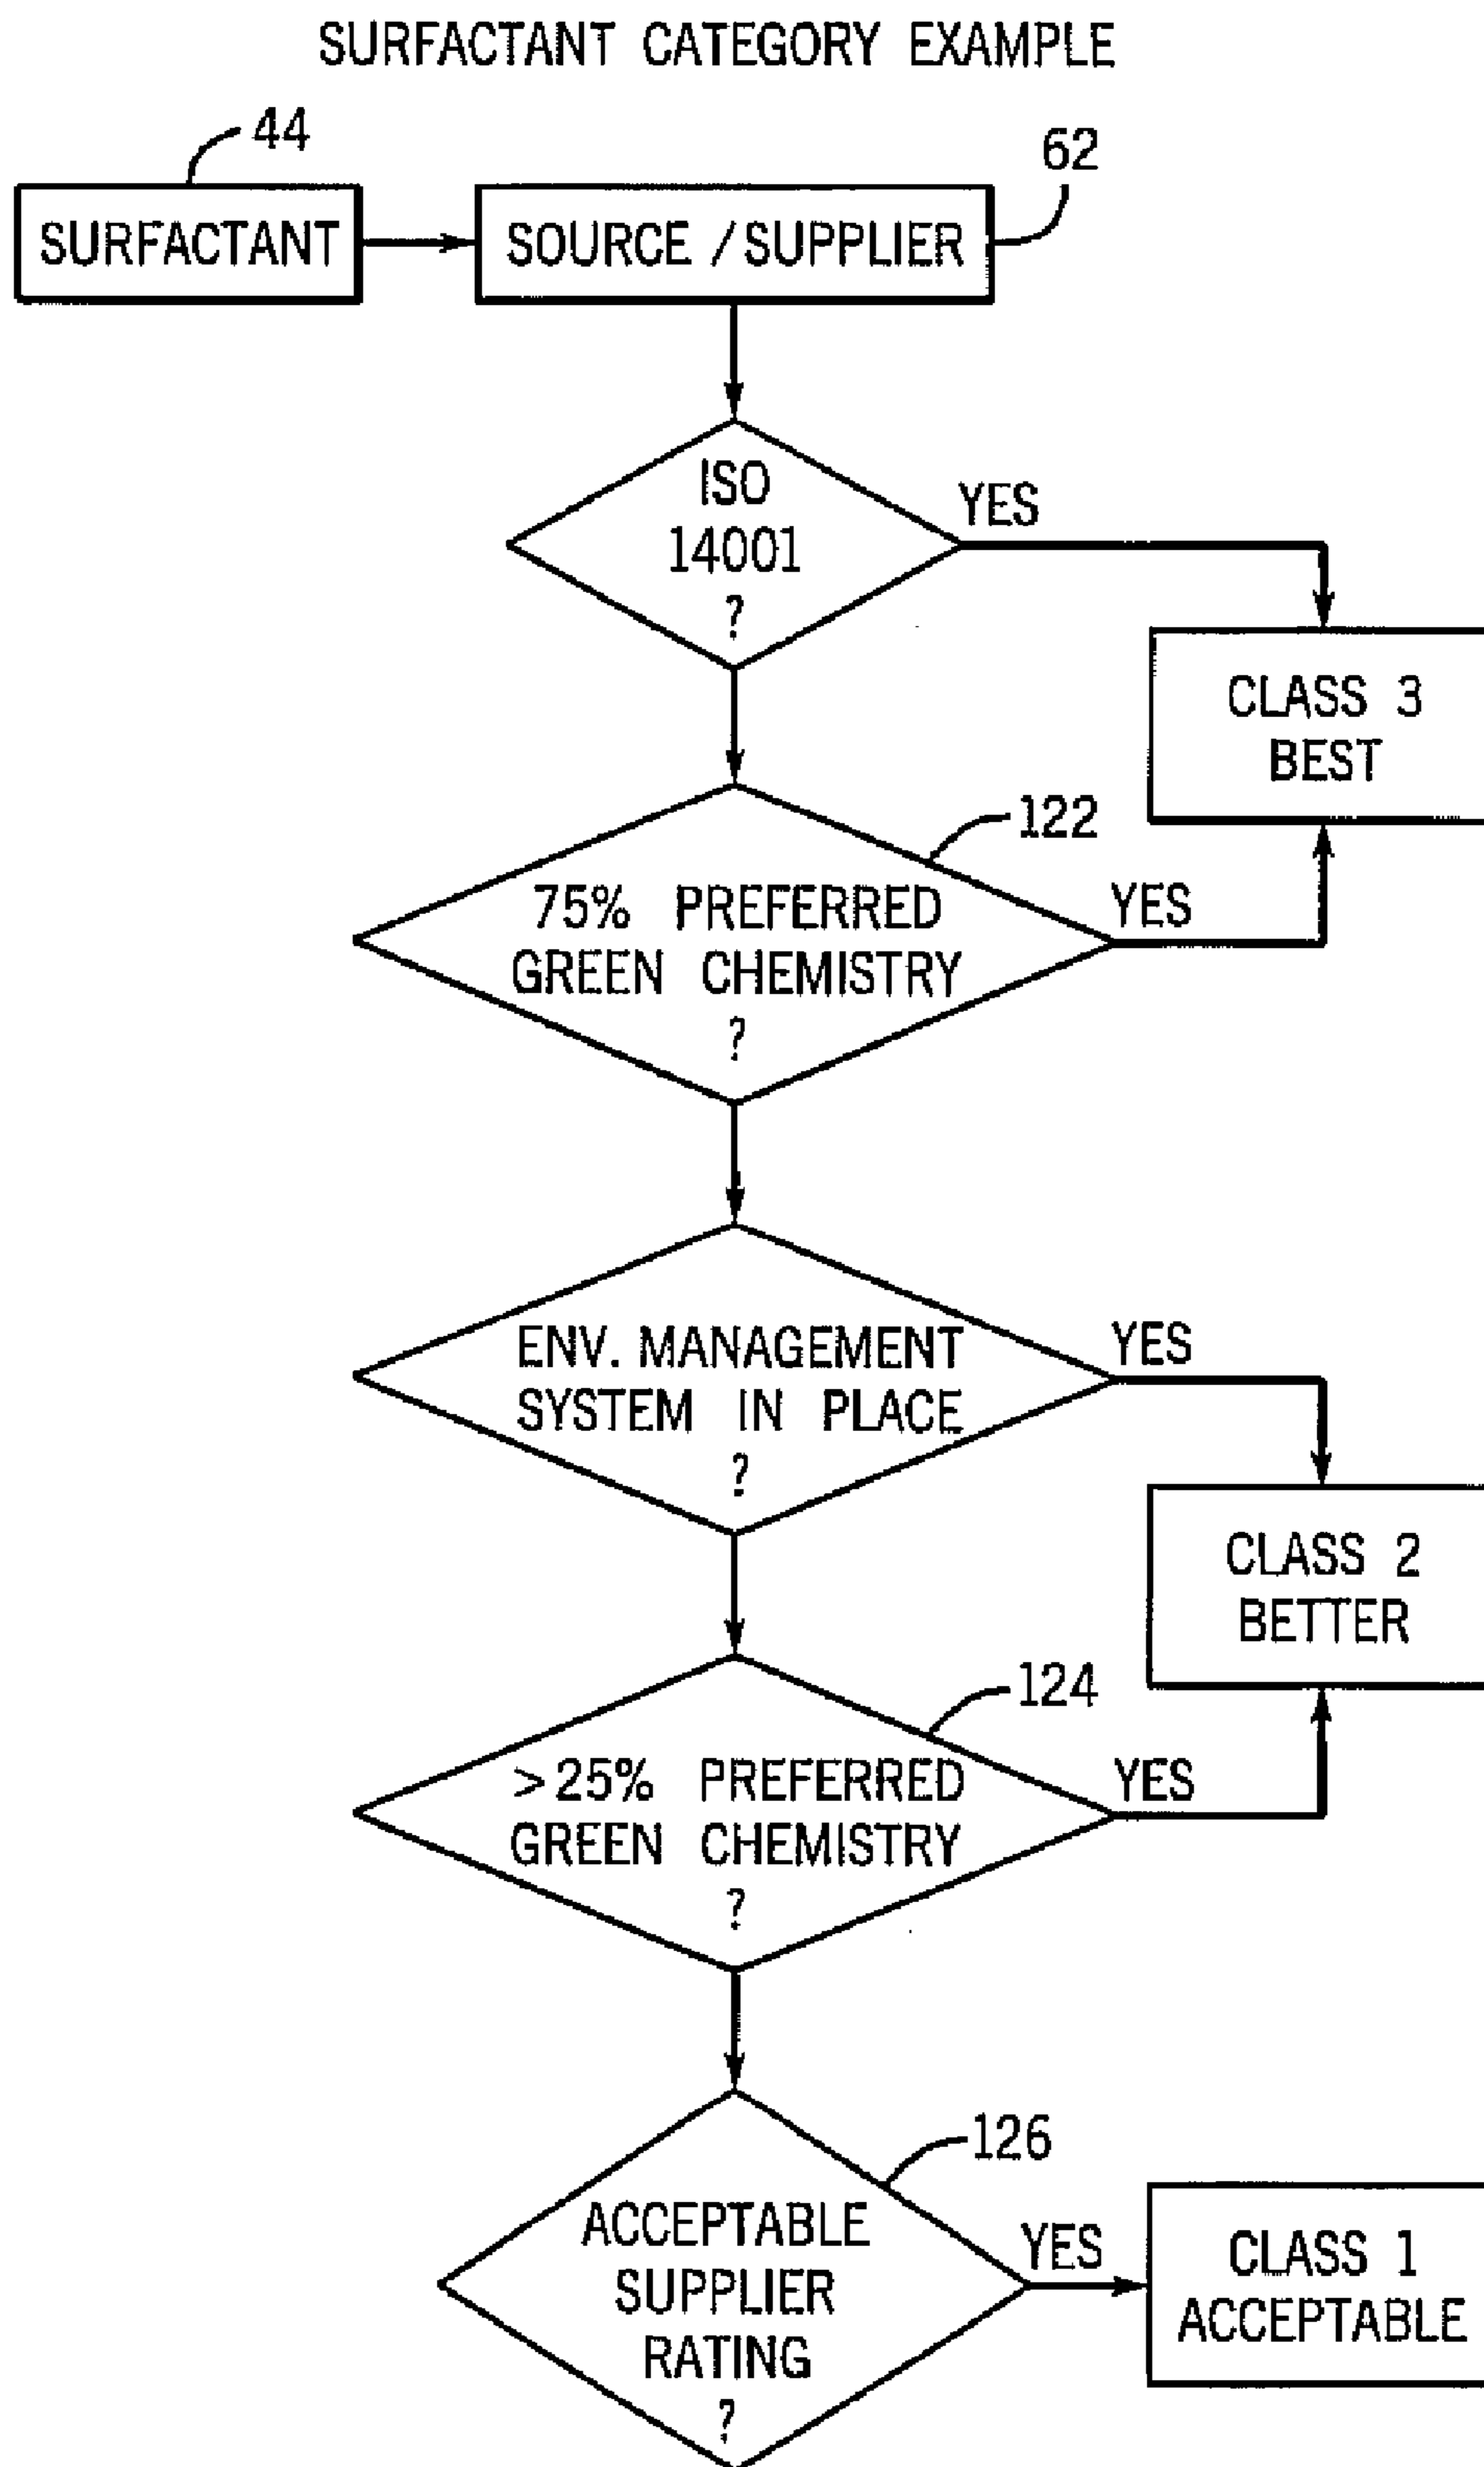 SURFACTANT CATEGORY EXAMPLE
44
62
SURFACTANT
SOURCE / SUPPLIER
ISO
14001
?
YES
CLASS 3
BEST
122
75% PREFERRED
GREEN CHEMISTRY
?
YES
ENV. MANAGEMENT
SYSTEM IN PLACE
?
YES
CLASS 2
BETTER
124
>25% PREFERRED
GREEN CHEMISTRY
?
YES
126
ACCEPTABLE
SUPPLIER
RATING
?
YES
CLASS 1
ACCEPTABLE